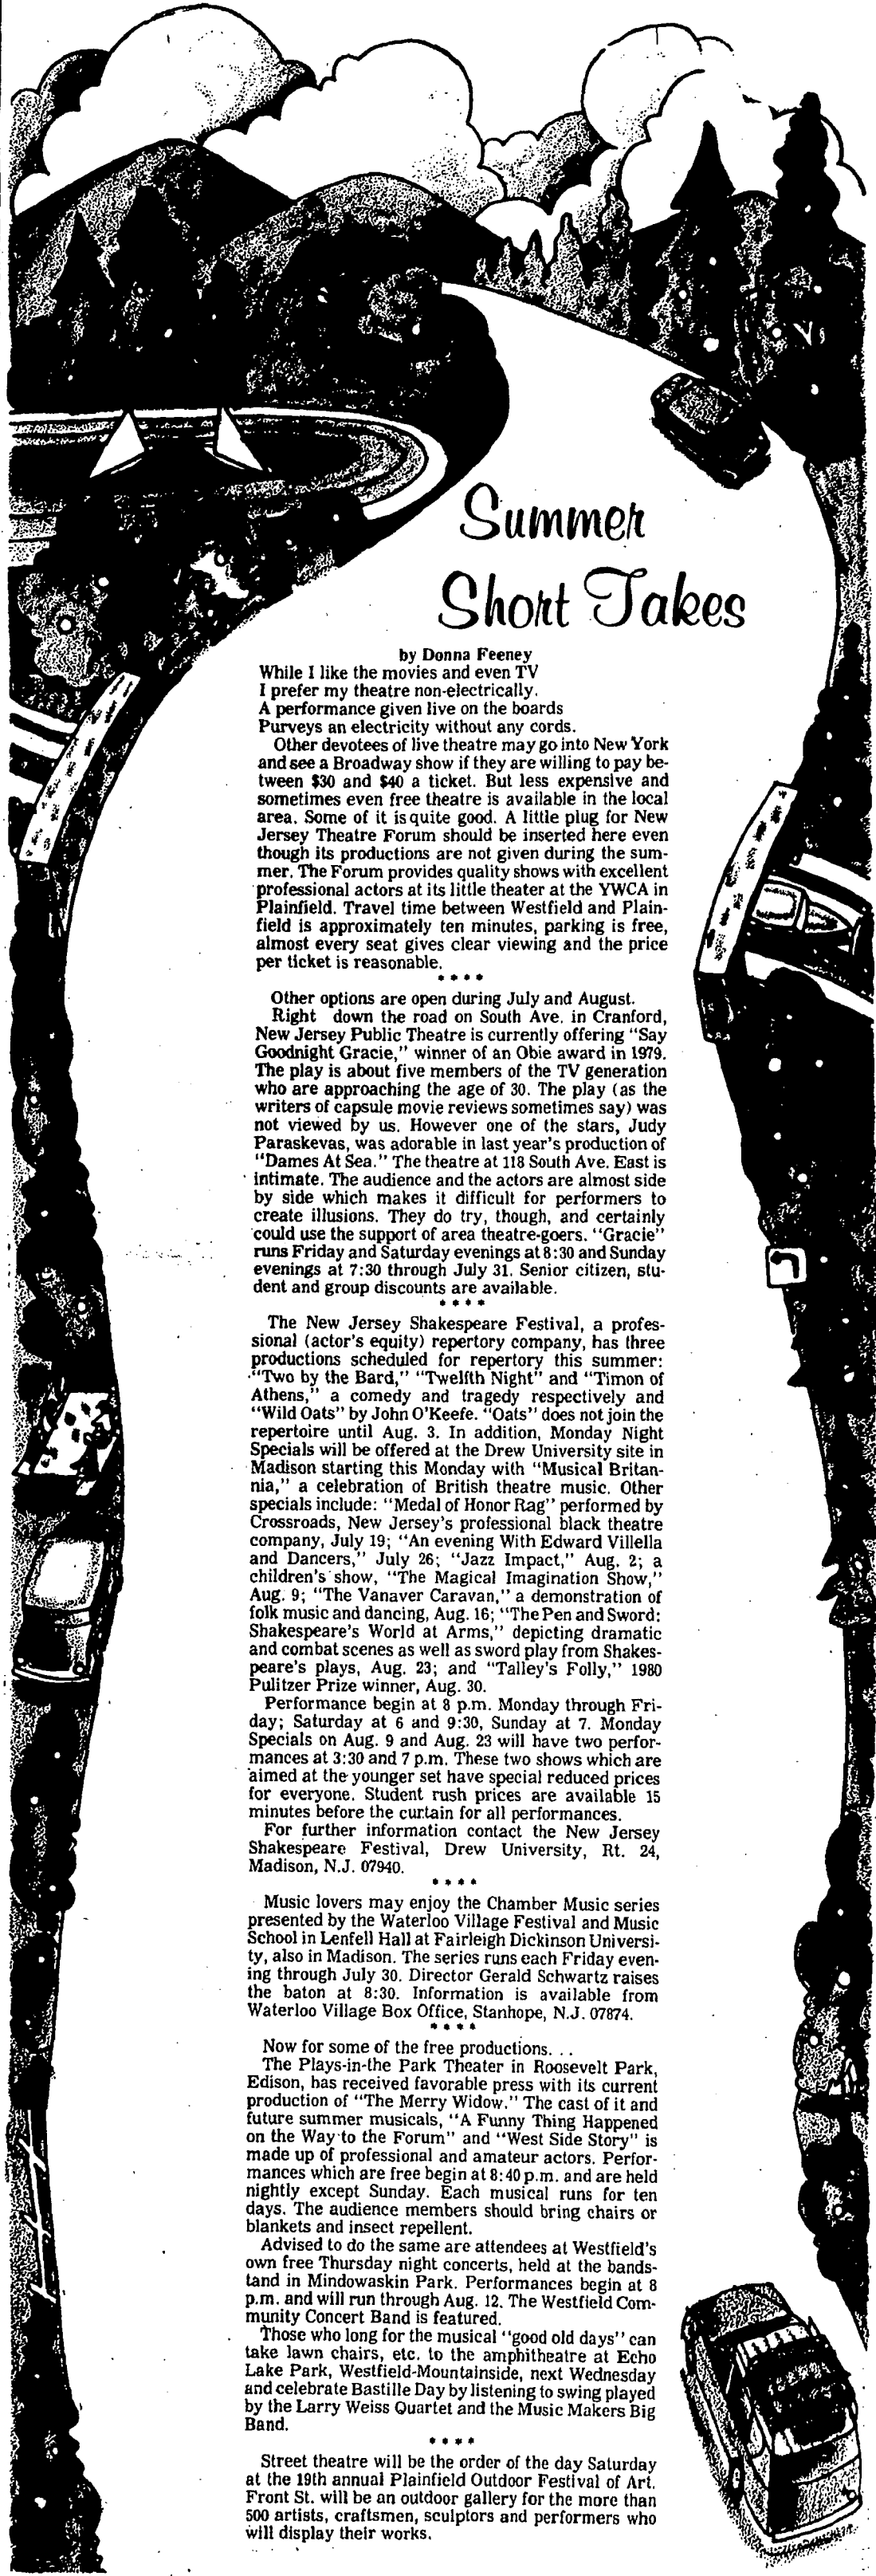 Summer
Short Takes
by Donna Feeney
While I like the movies and even TV
I prefer my theatre non-electrically.
A performance given live on the boards
Purveys an electricity without any cords.
Other devotees of live theatre may go into New York
and see a Broadway show if they are willing to pay be-
tween $30 and $40 a ticket. But less expensive and
sometimes even free theatre is available in the local
area. Some of it is quite good. A little plug for New
Jersey Theatre Forum should be inserted here even
though its productions are not given during the sum-
mer. The Forum provides quality shows with excellent
professional actors at its little theater at the YWCA in
Plainfield. Travel time between Westfield and Plain-
field is approximately ten minutes, parking is free,
almost every seat gives clear viewing and the price
per ticket is reasonable.
* * * *
Other options are open during July and August.
Right down the road on South Ave. in Cranford,
New Jersey Public Theatre is currently offering "Say
Goodnight Gracie," winner of an Obie award in 1979.
The play is about five members of the TV generation
who are approaching the age of 30. The play (as the
writers of capsule movie reviews sometimes say) was
not viewed by us. However one of the stars, Judy
Paraskevas, was adorable in last year's production of
"Dames At Sea." The theatre at 118 South Ave. East is
intimate. The audience and the actors are almost side
by side which makes it difficult for performers to
create illusions. They do try, though, and certainly
could use the support of area theatre-goers. "Gracie"
runs Friday and Saturday evenings at 8:30 and Sunday
evenings at 7:30 through July 31. Senior citizen, stu-
dent and group discounts are available.
* * * *
The New Jersey Shakespeare Festival, a profes-
sional (actor's equity) repertory company, has three
productions scheduled for repertory this summer:
"Two by the Bard," "Twelfth Night" and "Timon of
Athens," a comedy and tragedy respectively and
"Wild Oats" by John O'Keefe. "Oats" does not join the
repertoire until Aug. 3. In addition, Monday Night
Specials will be offered at the Drew University site in
Madison starting this Monday with "Musical Britan-
nia," a celebration of British theatre music. Other
specials include: "Medal of Honor Rag" performed by
Crossroads, New Jersey's professional black theatre
company, July 19; "An evening With Edward Villella
and Dancers," July 26; "Jazz Impact," Aug. 2; a
children's show, "The Magical Imagination Show,"
Aug. 9; "The Vanaver Caravan," a demonstration of
folk music and dancing, Aug. 16; "The Pen and Sword:
Shakespeare's World at Arms," depicting dramatic
and combat scenes as well as sword play from Shakes-
peare's plays, Aug. 23; and "Talley's Folly," 1980
Pulitzer Prize winner, Aug. 30.
Performance begin at 8 p.m. Monday through Fri-
day; Saturday at 6 and 9:30, Sunday at 7. Monday
Specials on Aug. 9 and Aug. 23 will have two perfor-
mances at 3:30 and 7 p.m. These two shows which are
aimed at the younger set have special reduced prices
for everyone. Student rush prices are available 15
minutes before the curtain for all performances.
For further information contact the New Jersey
Shakespeare Festival, Drew University, Rt. 24,
Madison, N.J. 07940.
* * * *
Music lovers may enjoy the Chamber Music series
presented by the Waterloo Village Festival and Music
School in Lenfell Hall at Fairleigh Dickinson Universi-
ty, also in Madison. The series runs each Friday even-
ing through July 30. Director Gerald Schwartz raises
the baton at 8:30. Information is available from
Waterloo Village Box Office, Stanhope, N.J. 07874.
* * * *
Now for some of the free productions. . .
The Plays-in-the Park Theater in Roosevelt Park,
Edison, has received favorable press with its current
production of "The Merry Widow." The cast of it and
future summer musicals, "A Funny Thing Happened
on the Way to the Forum" and "West Side Story" is
made up of professional and amateur actors. Perfor-
mances which are free begin at 8:40 p.m. and are held
nightly except Sunday. Each musical runs for ten
days. The audience members should bring chairs or
blankets and insect repellent.
Advised to do the same are attendees at Westfield's
own free Thursday night concerts, held at the bands-
tand in Mindowaskin Park. Performances begin at 8
p.m. and will run through Aug. 12. The Westfield Com-
munity Concert Band is featured.
Those who long for the musical "good old days" can
take lawn chairs, etc. to the amphitheatre at Echo
Lake Park, Westfield-Mountainside, next Wednesday
and celebrate Bastille Day by listening to swing played
by the Larry Weiss Quartet and the Music Makers Big
Band.
* * * *
Street theatre will be the order of the day Saturday
at the 19th annual Plainfield Outdoor Festival of Art.
Front St. will be an outdoor gallery for the more than
500 artists, craftsmen, sculptors and performers who
will display their works.